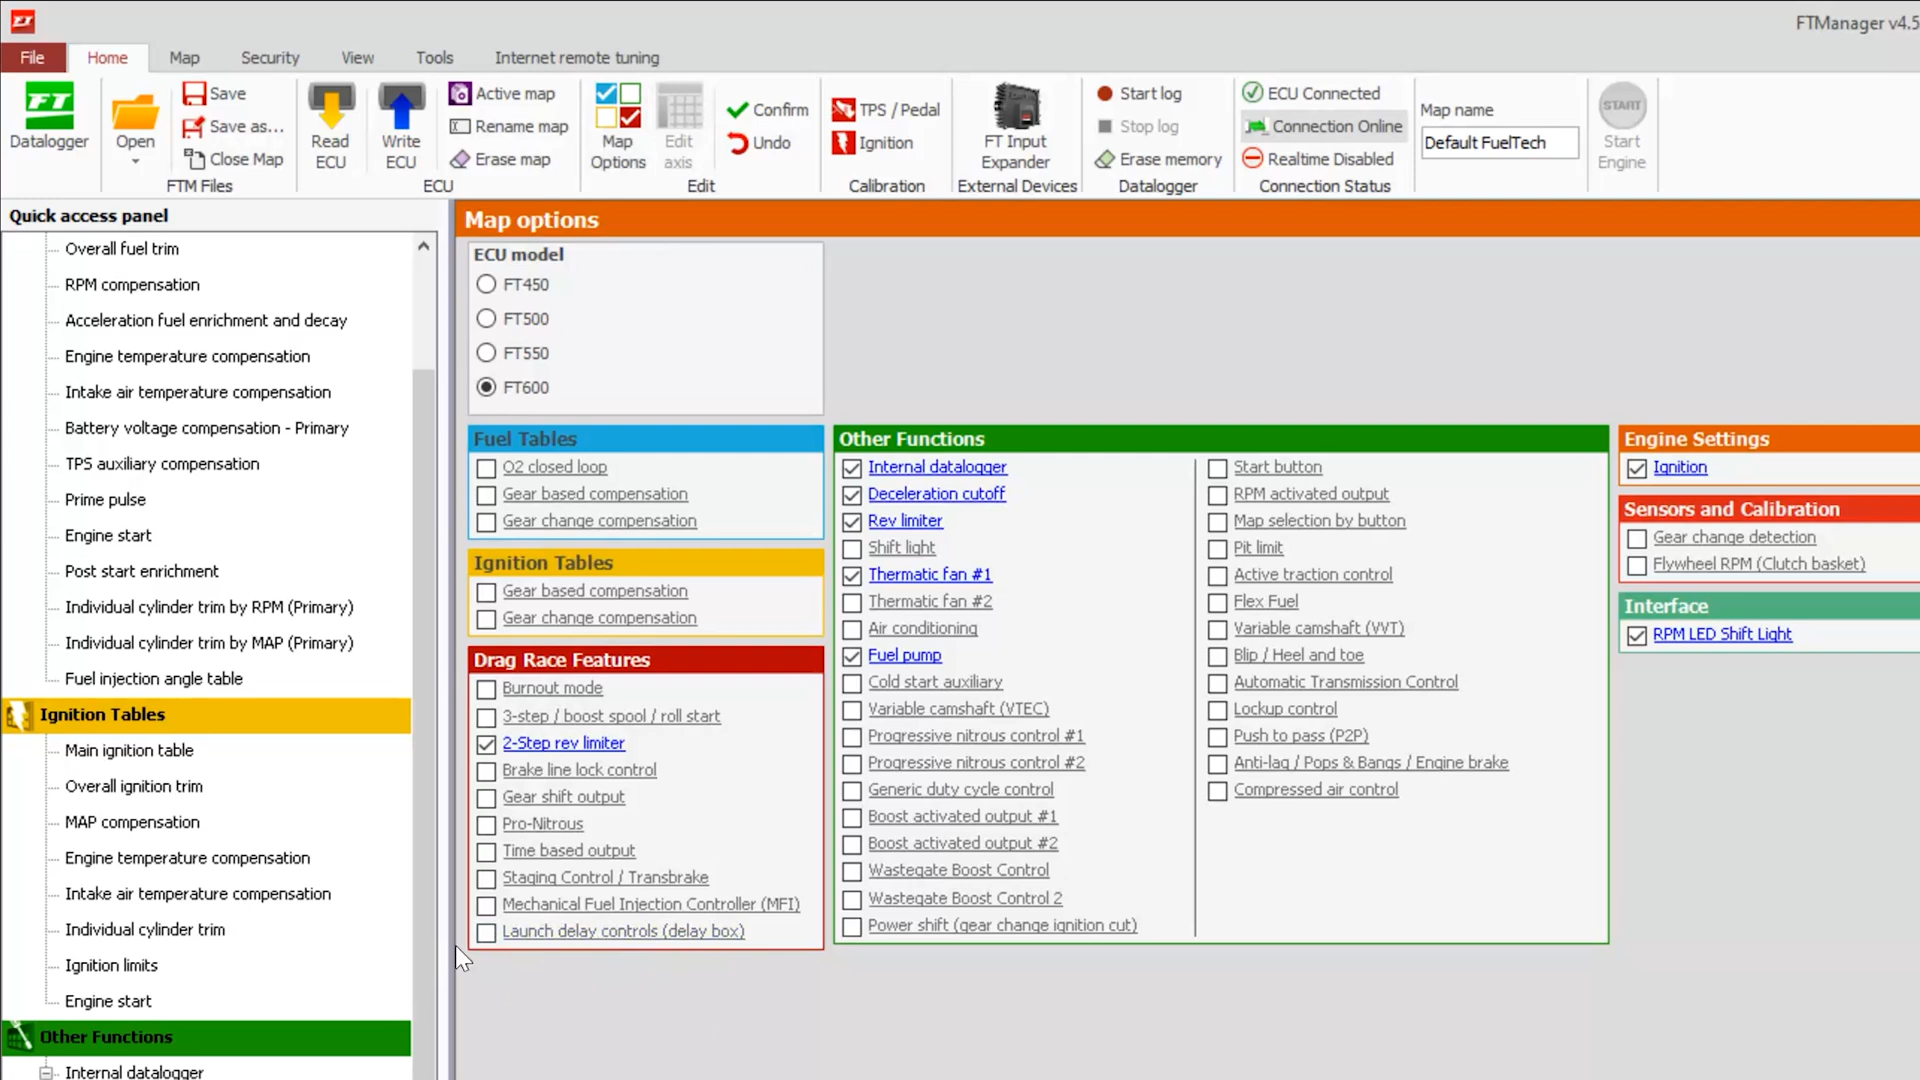 FT
FTManager v4.5
File
Home
Map
Security
View
Tools
Internet remote tuning
FT
Datalogger
Open
Save
Save as...
Close Map
FTM Files
Read
ECU
Write
ECU
Active map
Rename map
Erase map
ECU
Map
Options
Edit
axis
Confirm
Undo
Edit
TPS / Pedal
Ignition
Calibration
FT Input
Expander
External Devices
Start log
Stop log
Erase memory
Datalogger
ECU Connected
Connection Online
Realtime Disabled
Connection Status
Map name
Default FuelTech
START
Start
Engine
Quick access panel
Overall fuel trim
RPM compensation
Acceleration fuel enrichment and decay
Engine temperature compensation
Intake air temperature compensation
Battery voltage compensation - Primary
TPS auxiliary compensation
Prime pulse
Engine start
Post start enrichment
Individual cylinder trim by RPM (Primary)
Individual cylinder trim by MAP (Primary)
Fuel injection angle table
Ignition Tables
Main ignition table
Overall ignition trim
MAP compensation
Engine temperature compensation
Intake air temperature compensation
Individual cylinder trim
Ignition limits
Engine start
Other Functions
Internal datalogger
Map options
ECU model
FT450
FT500
FT550
FT600
Fuel Tables
O2 closed loop
Gear based compensation
Gear change compensation
Ignition Tables
Gear based compensation
Gear change compensation
Drag Race Features
Burnout mode
3-step / boost spool / roll start
2-Step rev limiter
Brake line lock control
Gear shift output
Pro-Nitrous
Time based output
Staging Control / Transbrake
Mechanical Fuel Injection Controller (MFI)
Launch delay controls (delay box)
Other Functions
Internal datalogger
Deceleration cutoff
Rev limiter
Shift light
Thermatic fan #1
Thermatic fan #2
Air conditioning
Fuel pump
Cold start auxiliary
Variable camshaft (VTEC)
Progressive nitrous control #1
Progressive nitrous control #2
Generic duty cycle control
Boost activated output #1
Boost activated output #2
Wastegate Boost Control
Wastegate Boost Control 2
Power shift (gear change ignition cut)
Start button
RPM activated output
Map selection by button
Pit limit
Active traction control
Flex Fuel
Variable camshaft (VVT)
Blip / Heel and toe
Automatic Transmission Control
Lockup control
Push to pass (P2P)
Anti-lag / Pops & Bangs / Engine brake
Compressed air control
Engine Settings
Ignition
Sensors and Calibration
Gear change detection
Flywheel RPM (Clutch basket)
Interface
RPM LED Shift Light